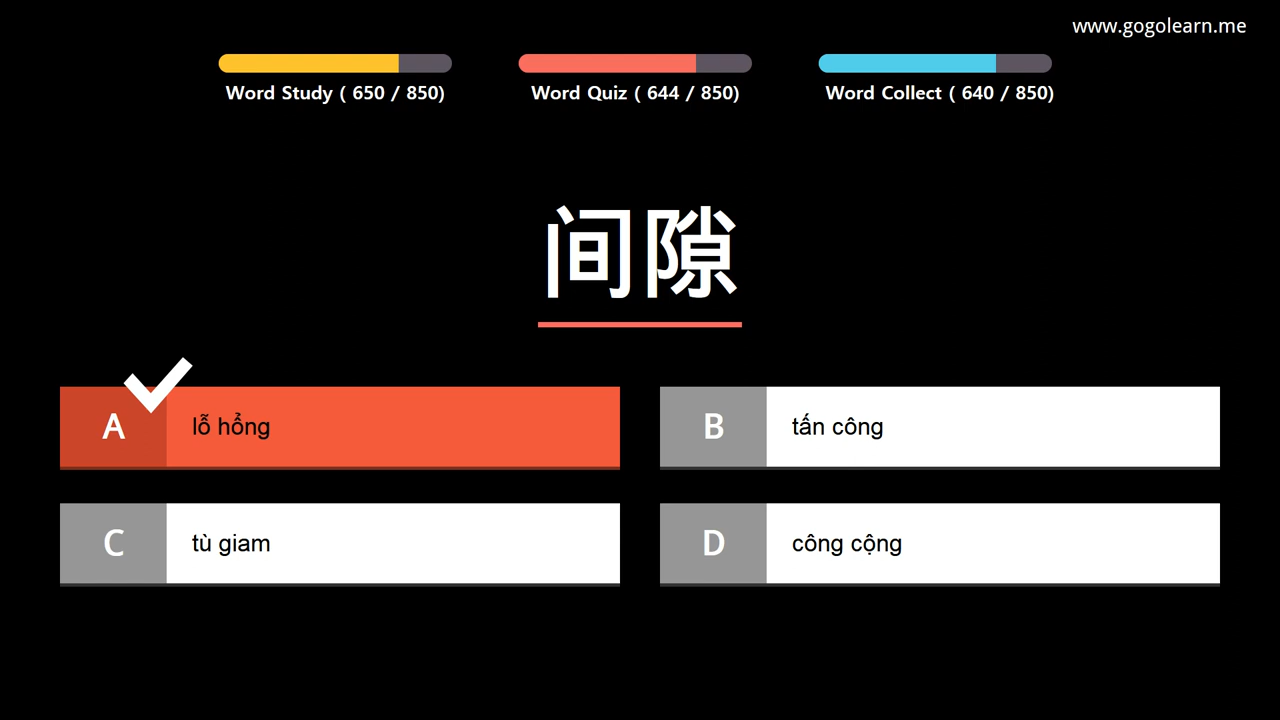 www.gogolearn.me
Word Study ( 650 / 850)
Word Quiz ( 644 / 850)
Word Collect ( 640 / 850)
间隙
A lỗ hổng
B tấn công
C tù giam
D công cộng